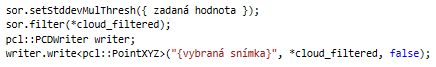 sor.setStddevMulThresh({ zadaná hodnota });
sor.filter(*cloud_filtered);
pcl::PCDWriter writer;
writer.write<pcl::PointXYZ>("{vybraná snímka}", *cloud_filtered, false);